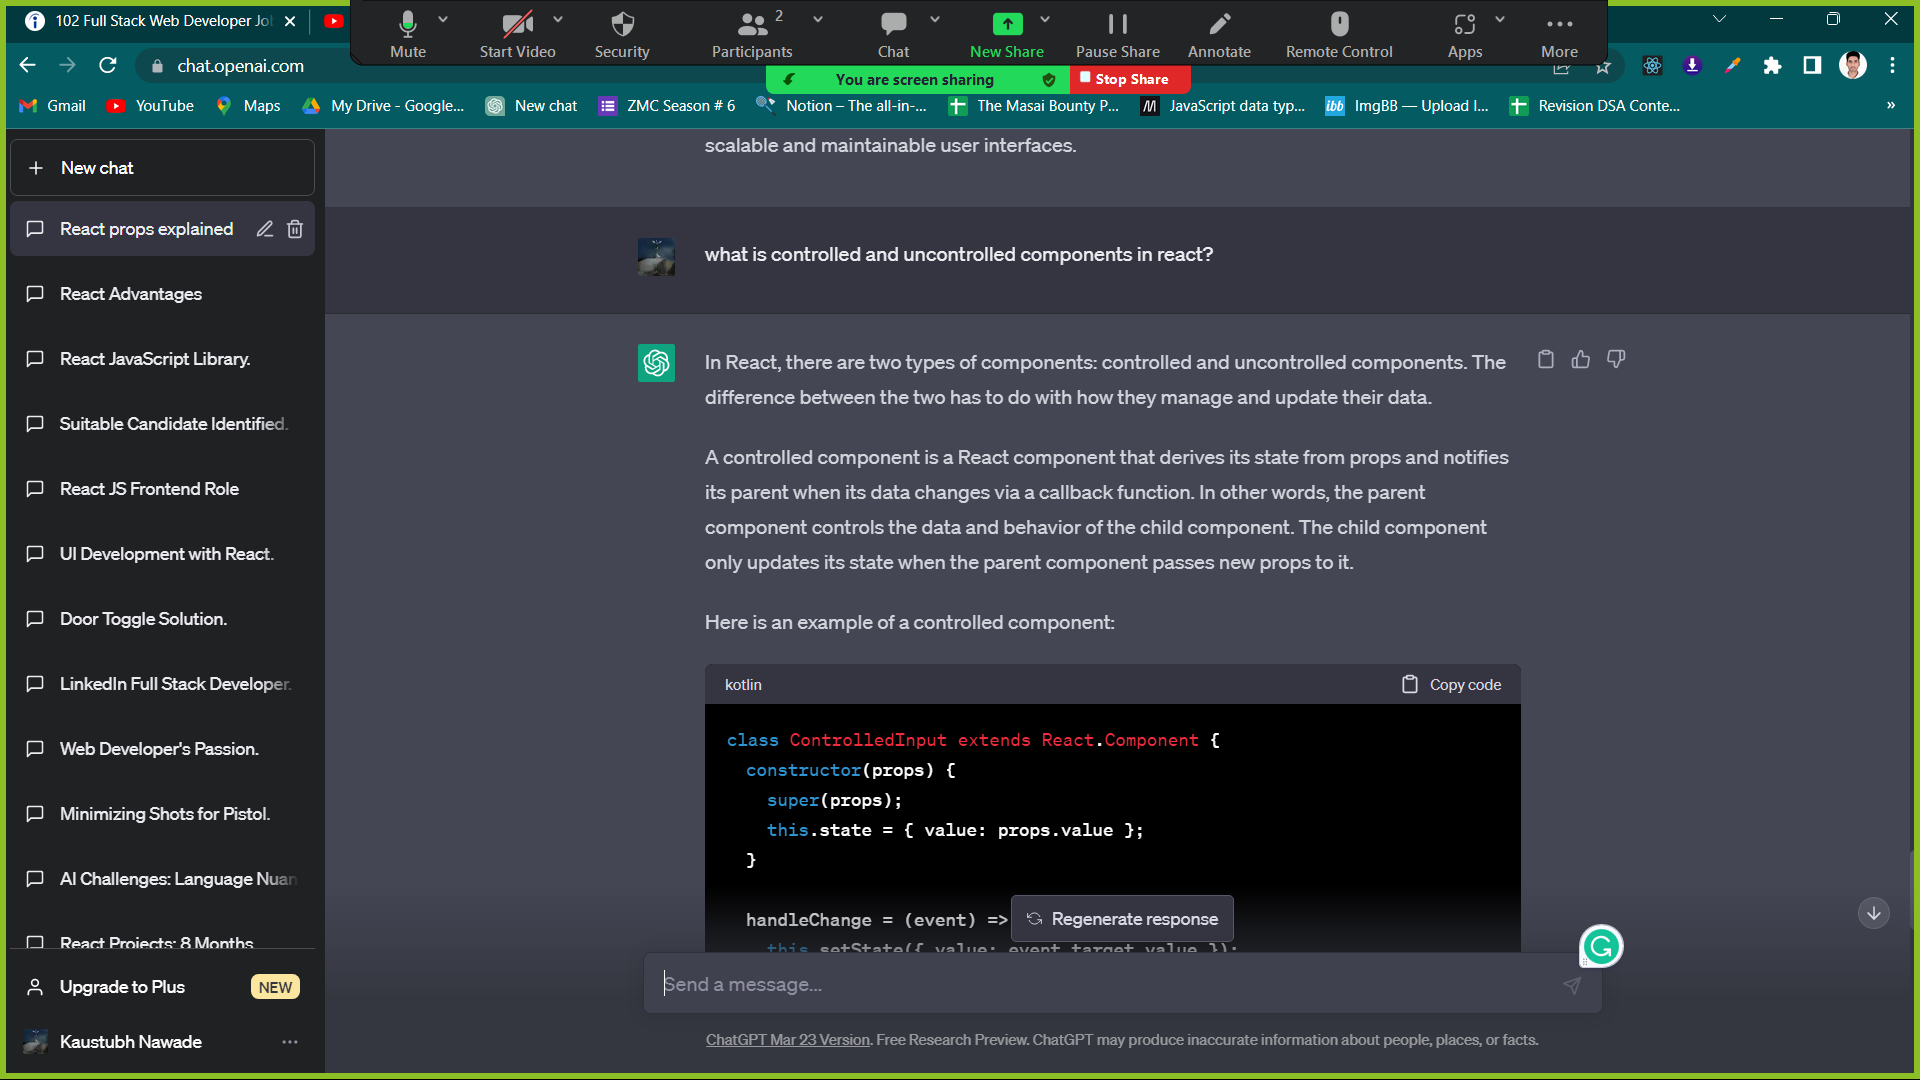 102 Full Stack Web Developer Jo
Mute
Start Video
Security
Participants
2
Chat
New Share
Pause Share
Annotate
Remote Control
Apps
More
chat.openai.com
You are screen sharing
Stop Share
Gmail
YouTube
Maps
My Drive - Google...
New chat
ZMC Season # 6
Notion – The all-in-...
The Masai Bounty P...
M
JavaScript data typ...
ibb
ImgBB — Upload I...
Revision DSA Conte...
»
New chat
React props explained
React Advantages
React JavaScript Library.
Suitable Candidate Identified.
React JS Frontend Role
UI Development with React.
Door Toggle Solution.
LinkedIn Full Stack Developer.
Web Developer's Passion.
Minimizing Shots for Pistol.
AI Challenges: Language Nuan
React Projects: 8 Months
Upgrade to Plus
NEW
Kaustubh Nawade
scalable and maintainable user interfaces.
what is controlled and uncontrolled components in react?
In React, there are two types of components: controlled and uncontrolled components. The
difference between the two has to do with how they manage and update their data.
A controlled component is a React component that derives its state from props and notifies
its parent when its data changes via a callback function. In other words, the parent
component controls the data and behavior of the child component. The child component
only updates its state when the parent component passes new props to it.
Here is an example of a controlled component:
kotlin
Copy code
class ControlledInput extends React.Component {
constructor(props) {
super(props);
this.state = { value: props.value };
}
handleChange = (event) =>
this.setState({ value: event.target.value });
Regenerate response
Send a message...
ChatGPT Mar 23 Version. Free Research Preview. ChatGPT may produce inaccurate information about people, places, or facts.